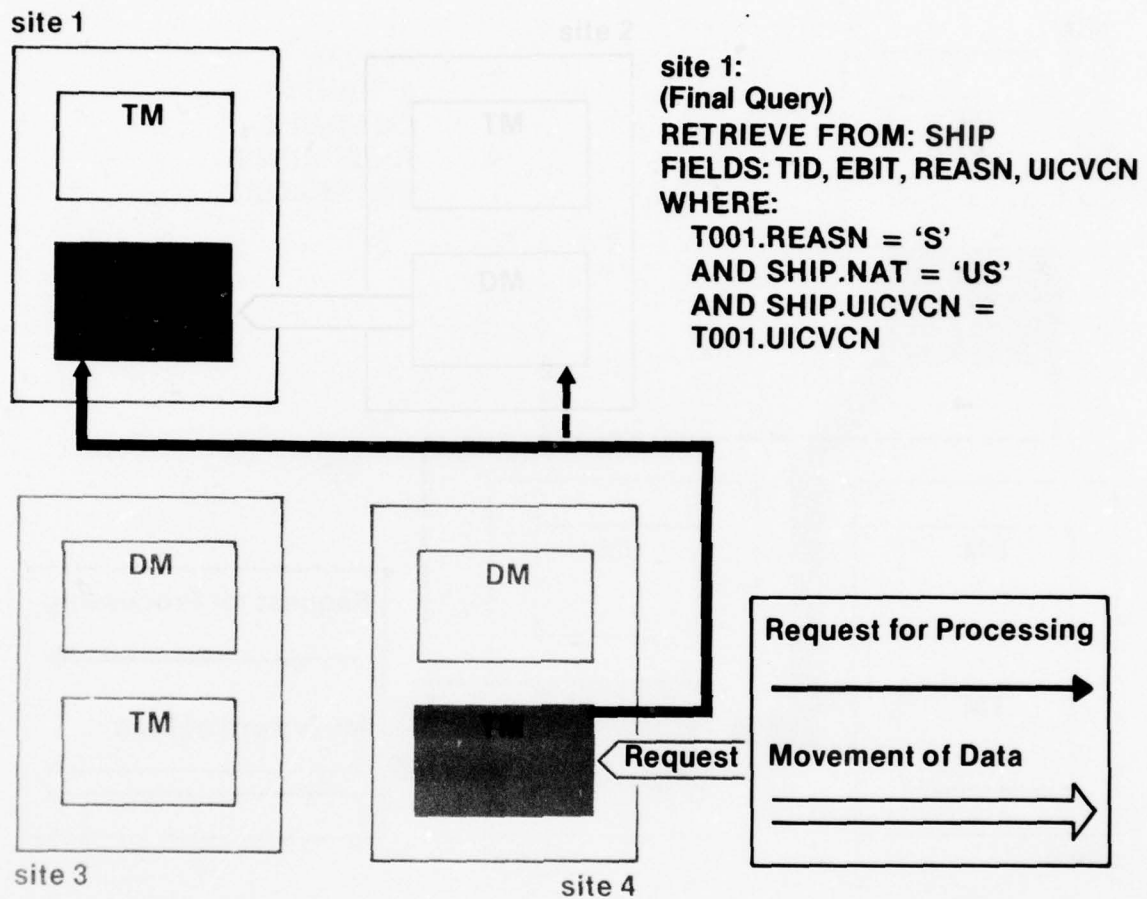 site 1
site 2
TM
TM
DM
site 1:
(Final Query)
RETRIEVE FROM: SHIP
FIELDS: TID, EBIT, REASN, UICVCN
WHERE:
T001.REASN = ‘S’
AND SHIP.NAT = ‘US’
AND SHIP.UICVCN =
T001.UICVCN
DM
TM
site 3
DM
TM
site 4
Request
Request for Processing
Movement of Data